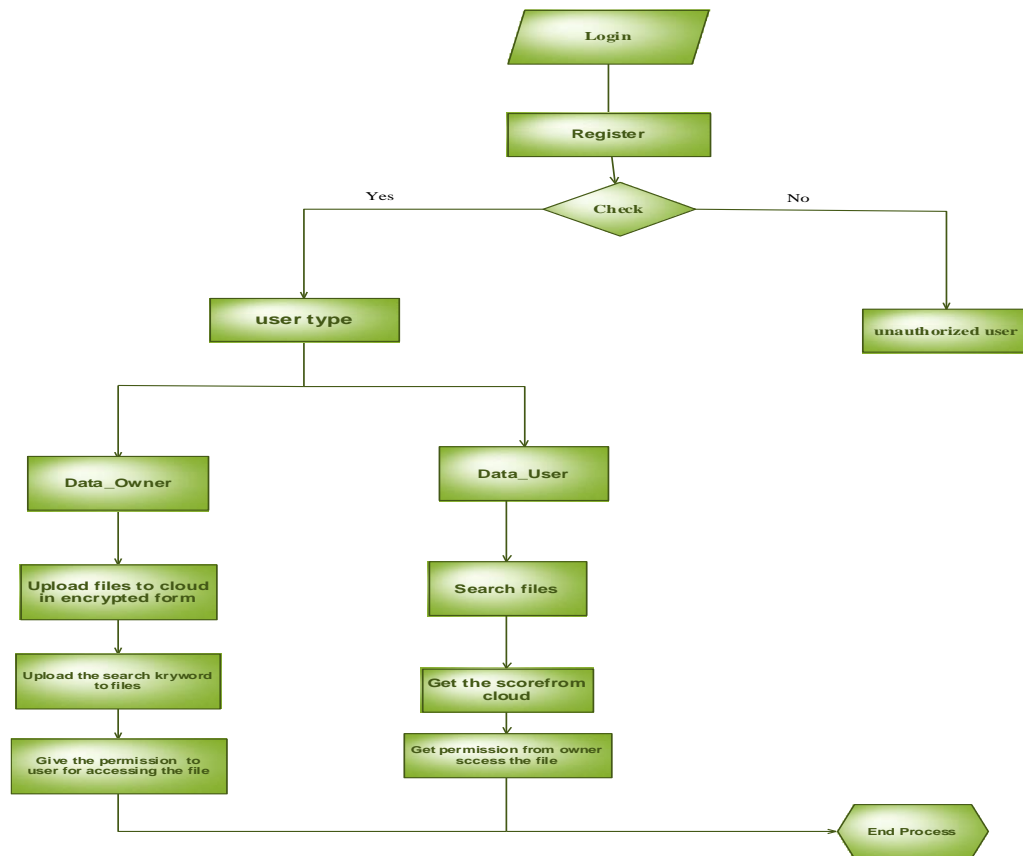 Login
Register
Check
Yes
No
user type
unauthorized user
Data_Owner
Data_User
Upload files to cloud
in encrypted form
Search files
Upload the search kryword
to files
Get the scorefrom
cloud
Give the permission to
user for accessing the file
Get permission from owner
sccess the file
End Process